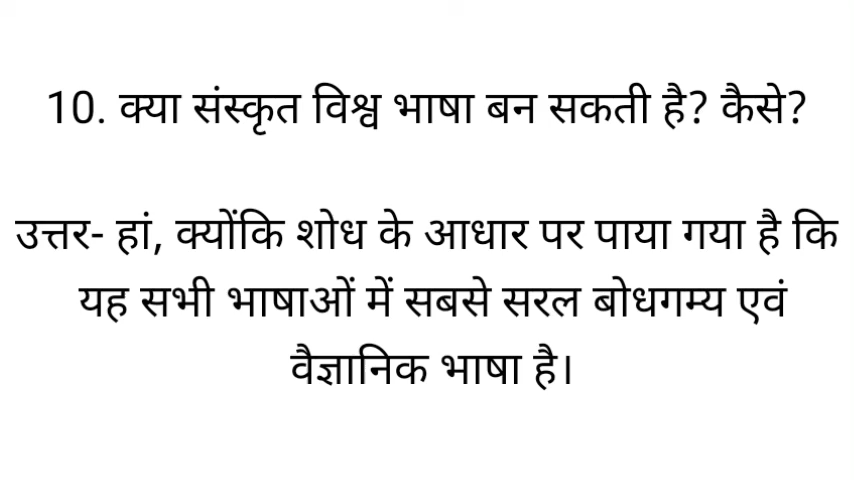 10. क्या संस्कृत विश्व भाषा बन सकती है? कैसे?
उत्तर- हां, क्योंकि शोध के आधार पर पाया गया है कि
यह सभी भाषाओं में सबसे सरल बोधगम्य एवं
वैज्ञानिक भाषा है।